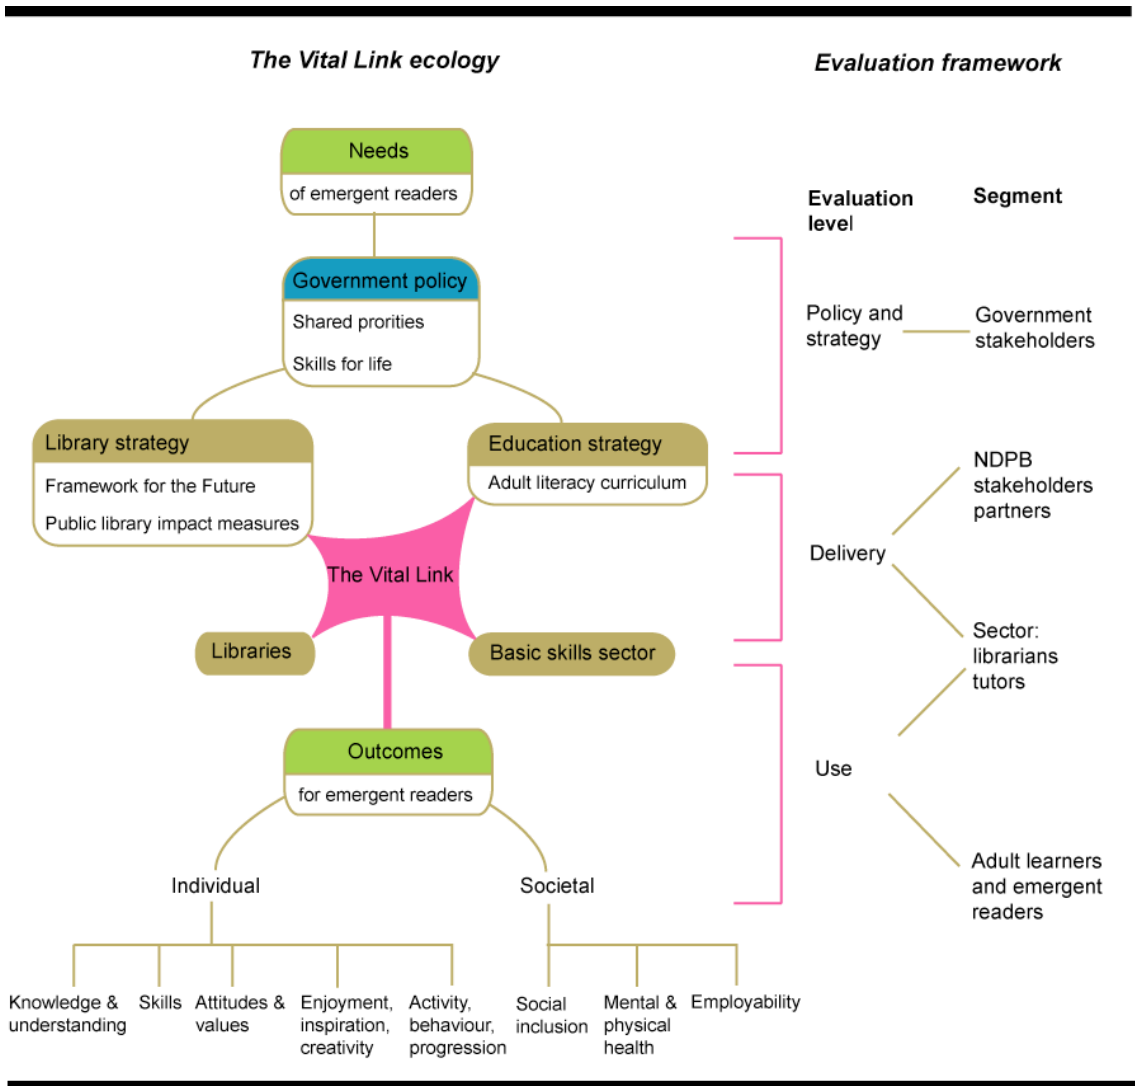 The Vital Link ecology
Evaluation framework
Needs
of emergent readers
Evaluation
level
Segment
Government policy
Shared prorities
Skills for life
Policy and
strategy
Government
stakeholders
Library strategy
Framework for the Future
Public library impact measures
Education strategy
Adult literacy curriculum
NDPB
stakeholders
partners
The Vital Link
Delivery
Libraries
Basic skills sector
Sector:
librarians
tutors
Outcomes
for emergent readers
Use
Individual
Societal
Adult learners
and emergent
readers
Knowledge &
understanding
Skills
Attitudes &
values
Enjoyment,
inspiration,
creativity
Activity,
behaviour,
progression
Social
inclusion
Mental &
physical
health
Employability